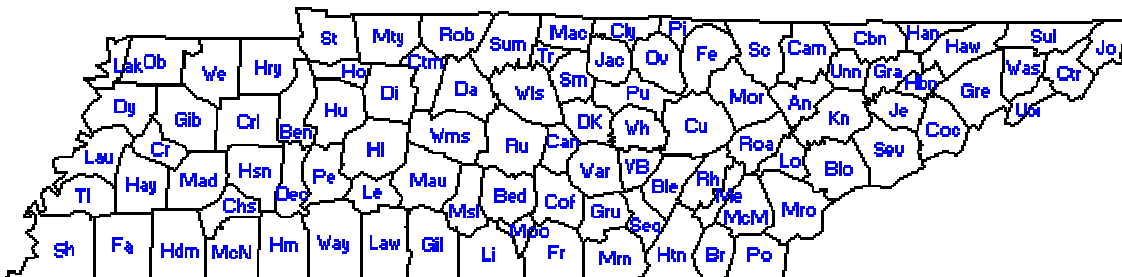 St Mty Rob Sum Mac Cly Pi
Lak Ob We Hry Ho Ctm Tr Jac Ov Fe Sc Cam Cbn Han Haw Sul Jo
Di Da Wls Sm Pu Unn Gra Hbn Was Ctr
Dy Gib Crl Ben Hu Mor An Kn Je Gre Uoi
Cr Wms Ru Can DK Wh Cu Roa Coc
Lau Hay Mad Hsn Pe HI Mau War VB Rh Lo Blo Sev
Tl Chs Dec Le Msl Bed Cof Gru Ble Me McM Mro
Sh Fa Hdm McN Hrn Way Law Gil Li Moo Fr Mrn Seq Htn Br Po